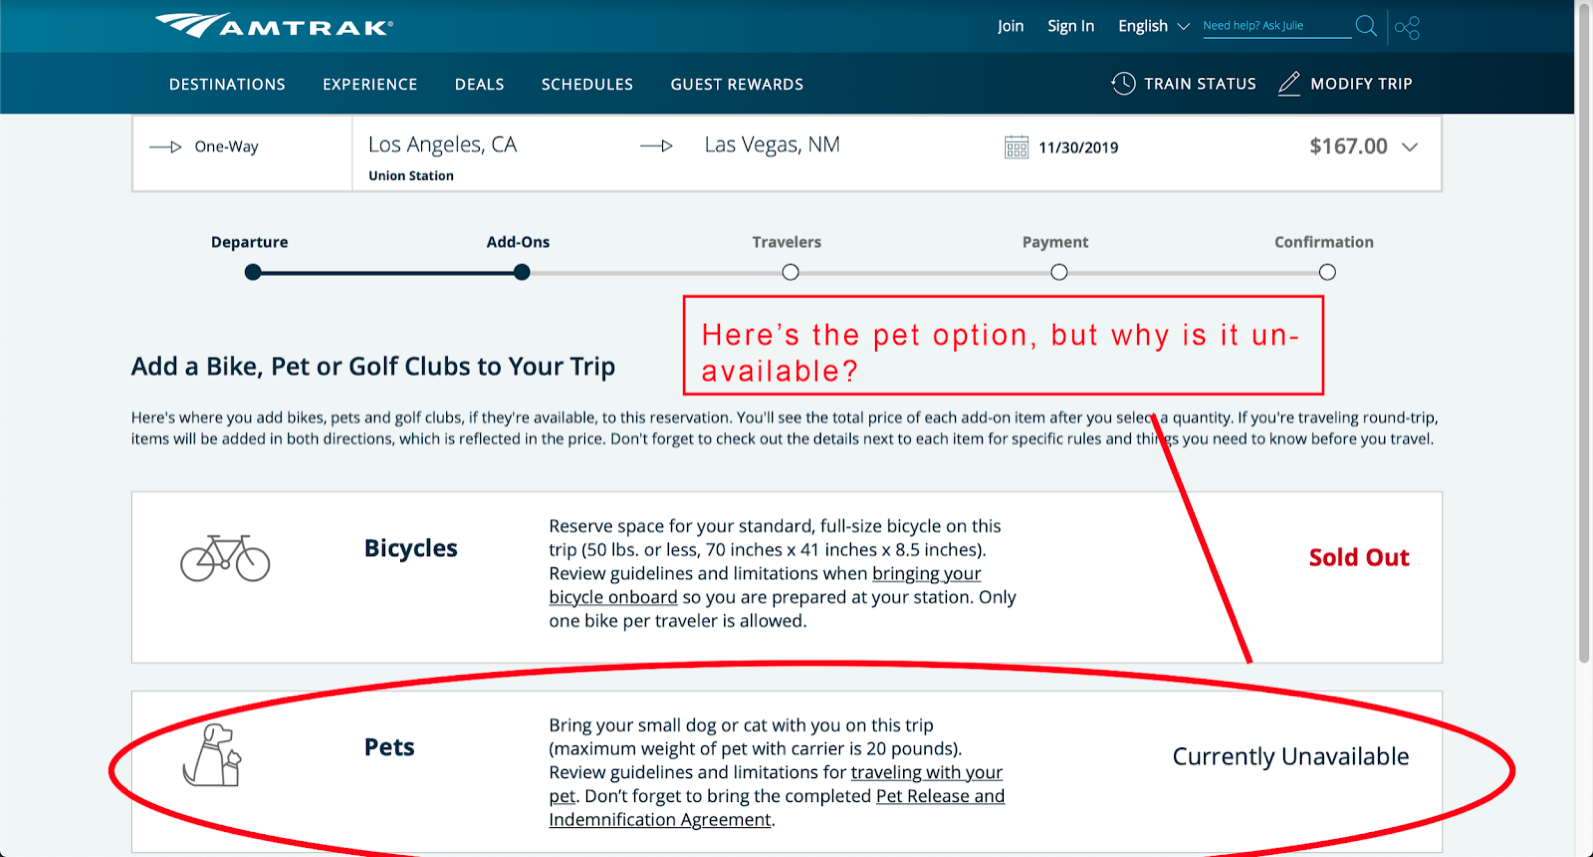 AMTRAK®
Join Sign In English Need help? Ask Julie
DESTINATIONS EXPERIENCE DEALS SCHEDULES GUEST REWARDS TRAIN STATUS MODIFY TRIP
One-Way Los Angeles, CA Las Vegas, NM 11/30/2019 $167.00
Union Station
Departure Add-Ons Travelers Payment Confirmation
Here’s the pet option, but why is it un-
available?
Add a Bike, Pet or Golf Clubs to Your Trip
Here's where you add bikes, pets and golf clubs, if they're available, to this reservation. You'll see the total price of each add-on item after you select a quantity. If you're traveling round-trip,
items will be added in both directions, which is reflected in the price. Don't forget to check out the details next to each item for specific rules and things you need to know before you travel.
Bicycles
Reserve space for your standard, full-size bicycle on this
trip (50 lbs. or less, 70 inches x 41 inches x 8.5 inches).
Review guidelines and limitations when bringing your
bicycle onboard so you are prepared at your station. Only
one bike per traveler is allowed.
Sold Out
Pets
Bring your small dog or cat with you on this trip
(maximum weight of pet with carrier is 20 pounds).
Review guidelines and limitations for traveling with your
pet. Don’t forget to bring the completed Pet Release and
Indemnification Agreement.
Currently Unavailable